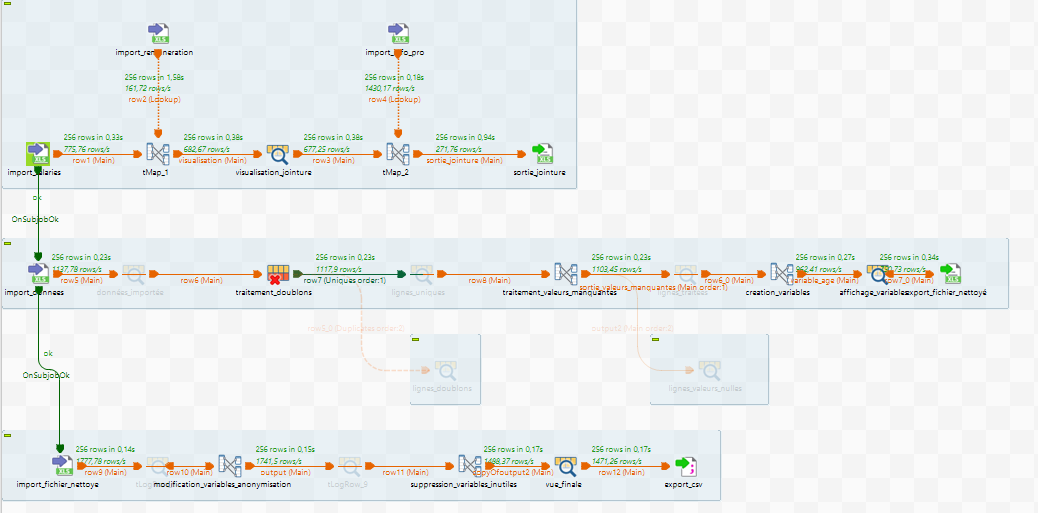 import_remuneration
256 rows in 1,58s
161,72 rows/s
row2 (Lookup)
256 rows in 0,18s
1430,17 rows/s
row4 (Lookup)
256 rows in 0,33s
775,76 rows/s
row1 (Main)
tMap_1
256 rows in 0,38s
682,67 rows/s
visualisation (Main)
visualisation_jointure
256 rows in 0,38s
677,25 rows/s
row3 (Main)
tMap_2
256 rows in 0,94s
271,76 rows/s
sortie_jointure (Main)
sortie_jointure
ok
OnSubjobOk
256 rows in 0,23s
1137,78 rows/s
row5 (Main)
données_importée
row6 (Main)
traitement_doublons
256 rows in 0,23s
1117,9 rows/s
row7 (Uniques order:1)
lignes_uniques
row8 (Main)
traitement_valeurs_manquantes
256 rows in 0,23s
1103,45 rows/s
sortie_valeurs_manquantes (Main order:1)
row6_0 (Main)
creation_variables
256 rows in 0,27s
variable_age (Main)
256 rows in 0,34s
row7_0 (Main)
export_fichier_nettoyé
lignes_doublons
output2 (Main order:2)
lignes_valeurs_nulles
ok
OnSubjobOk
import_fichier_nettoye
256 rows in 0,14s
1777,78 rows/s
row9 (Main)
row10 (Main)
modification_variables_anonymisation
256 rows in 0,15s
1741,5 rows/s
output (Main)
tLogRow_5
row11 (Main)
suppression_variables_inutiles
256 rows in 0,17s
vue_finale
256 rows in 0,17s
1471,26 rows/s
row12 (Main)
export_csv